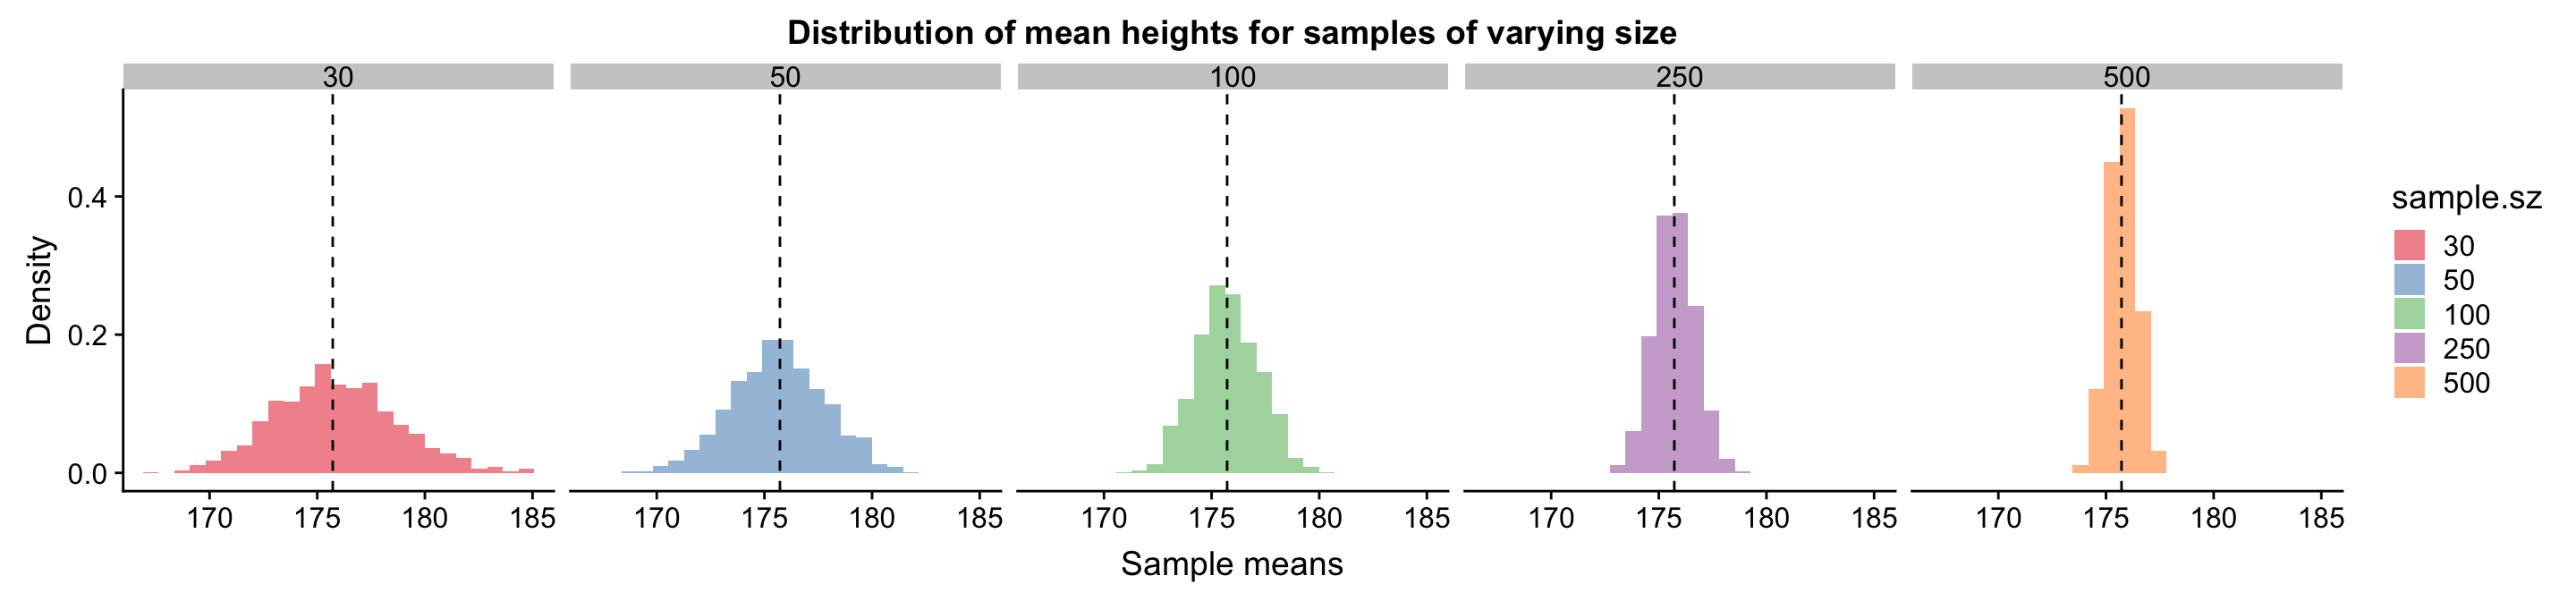 Distribution of mean heights for samples of varying size
30 50 100 250 500
Density
0.4
0.2
0.0
170 175 180 185 170 175 180 185 170 175 180 185 170 175 180 185 170 175 180 185
Sample means
sample.sz
30
50
100
250
500